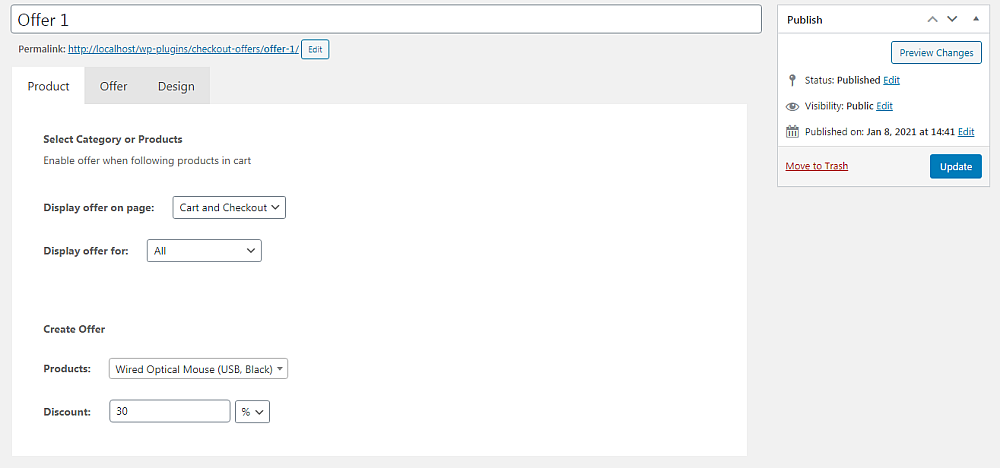 Offer 1
Permalink: http://localhost/wp-plugins/checkout-offers/offer-1/ Edit
Product Offer Design
Select Category or Products
Enable offer when following products in cart
Display offer on page: Cart and Checkout
Display offer for: All
Create Offer
Products: Wired Optical Mouse (USB, Black)
Discount: 30 %
Publish
Preview Changes
Status: Published Edit
Visibility: Public Edit
Published on: Jan 8, 2021 at 14:41 Edit
Move to Trash Update